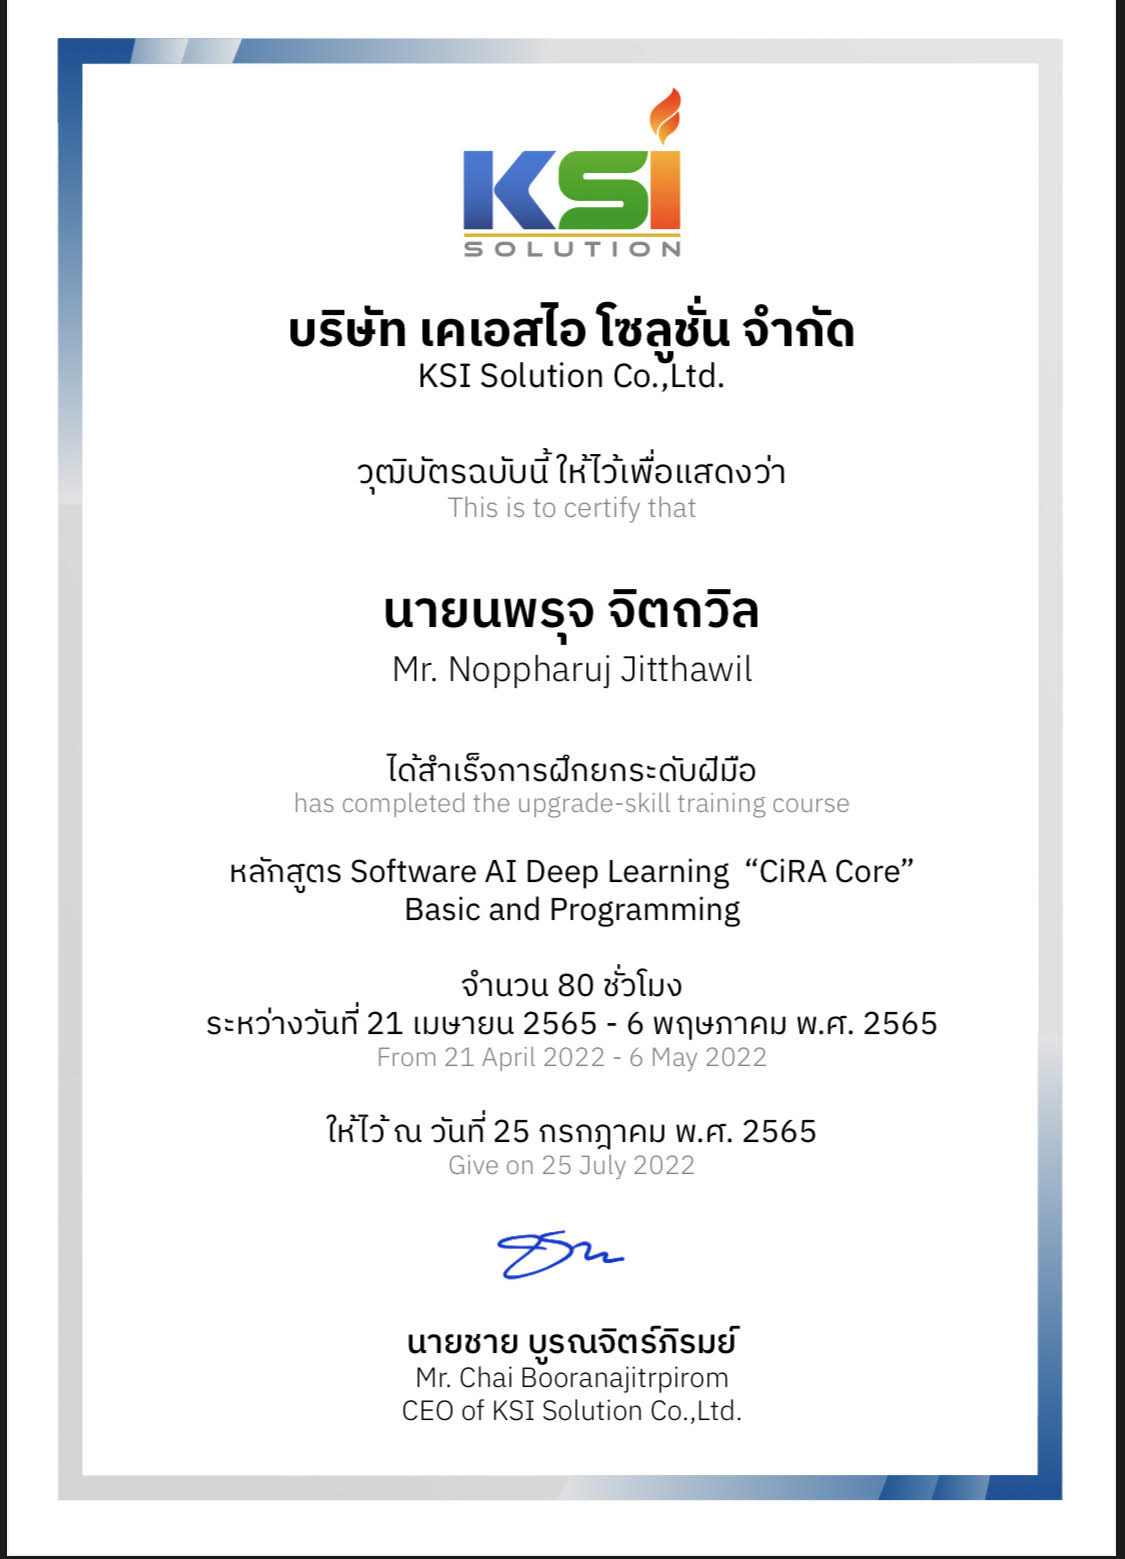 KSI
SOLUTION
บริษัท เคเอสไอ โซลูชั่น จำกัด
KSI Solution Co.,Ltd.
วุฒิบัตรฉบับนี้ ให้ไว้เพื่อแสดงว่า
This is to certify that
นายนพรุจ จิตถวิล
Mr. Noppharuj Jitthawil
ได้สำเร็จการฝึกยกระดับฝีมือ
has completed the upgrade-skill training course
หลักสูตร Software AI Deep Learning “CiRA Core”
Basic and Programming
จำนวน 80 ชั่วโมง
ระหว่างวันที่ 21 เมษายน 2565 - 6 พฤษภาคม พ.ศ. 2565
From 21 April 2022 - 6 May 2022
ให้ไว้ ณ วันที่ 25 กรกฎาคม พ.ศ. 2565
Give on 25 July 2022
นายชาย บูรณจิตร์ภิรมย์
Mr. Chai Booranajitrpirom
CEO of KSI Solution Co.,Ltd.